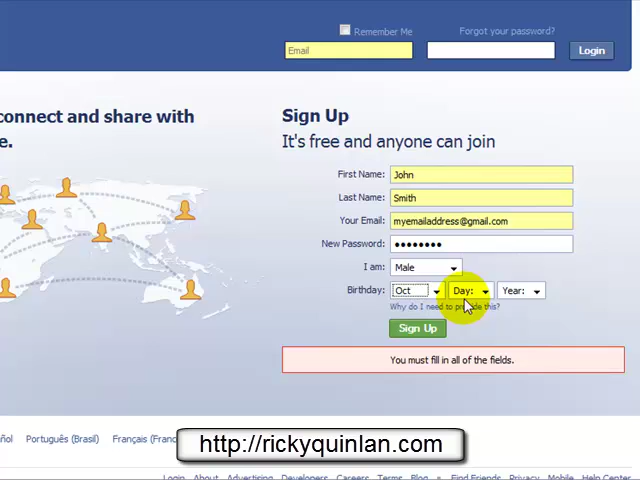 Remember Me
Forgot your password?
Email
Login
connect and share with
e.
Sign Up
It's free and anyone can join
First Name: John
Last Name: Smith
Your Email: myemailaddress@gmail.com
New Password: ••••••••
I am: Male
Birthday: Oct Day: Year:
Why do I need to provide this?
Sign Up
You must fill in all of the fields.
ñol Português (Brasil) Français (Franc
http://rickyquinlan.com
Login About Advertising Developers Careers Terms Blog • Find Friends Privacy Mobile Help Center